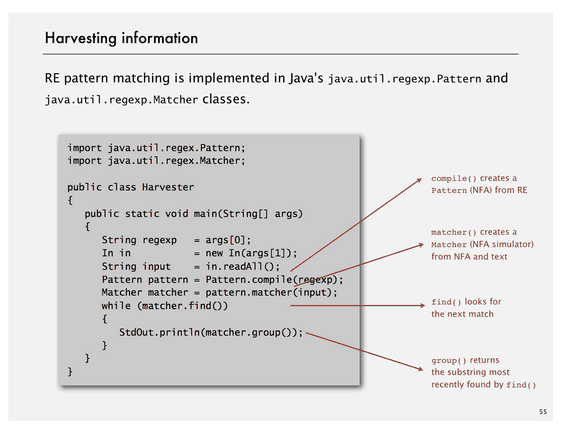 Harvesting information
RE pattern matching is implemented in Java's java.util.regexp.Pattern and
java.util.regexp.Matcher classes.
import java.util.regex.Pattern;
import java.util.regex.Matcher;
public class Harvester
{
public static void main(String[] args)
{
String regexp = args[0];
In in = new In(args[1]);
String input = in.readAll();
Pattern pattern = Pattern.compile(regexp);
Matcher matcher = pattern.matcher(input);
while (matcher.find())
{
StdOut.println(matcher.group());
}
}
}
compile() creates a
Pattern (NFA) from RE
matcher() creates a
Matcher (NFA simulator)
from NFA and text
find() looks for
the next match
group() returns
the substring most
recently found by find()
55